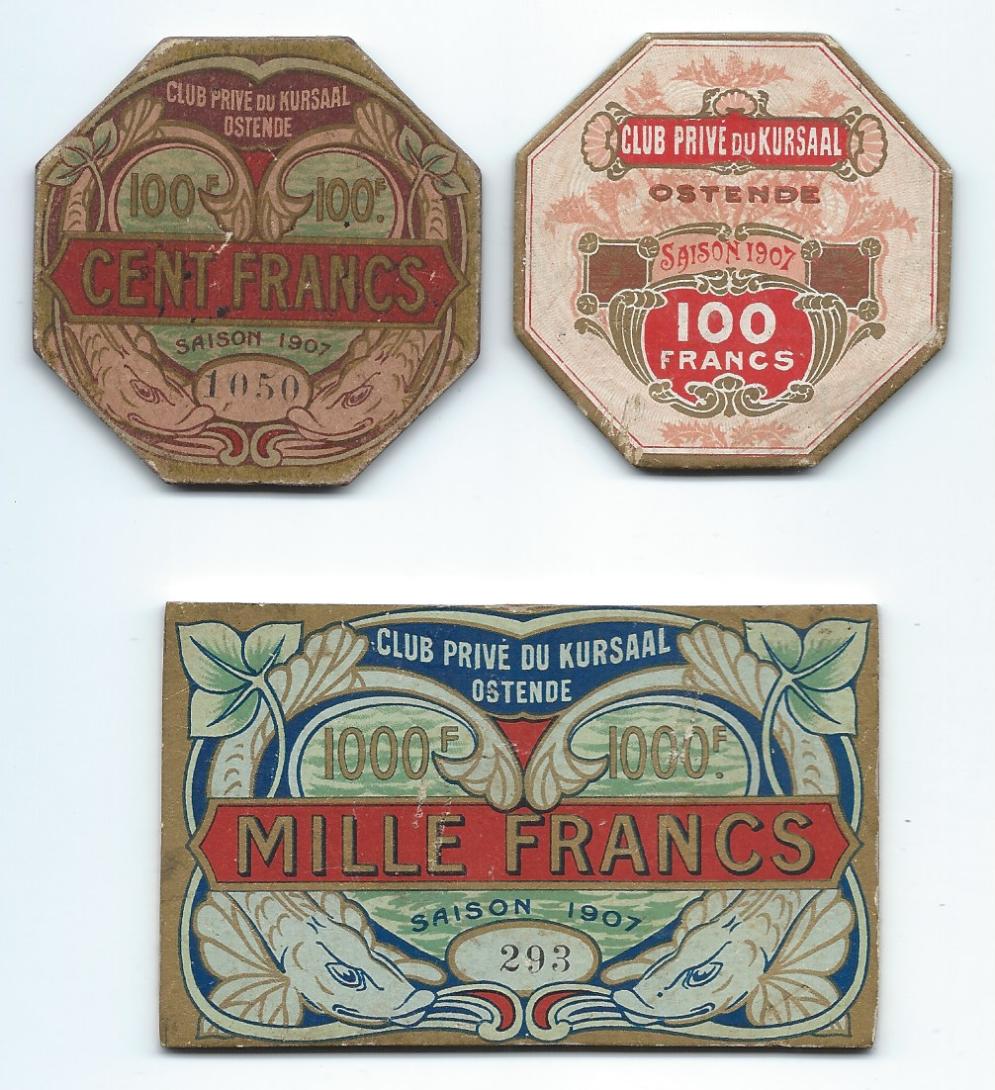 CLUB PRIVÉ DU KURSAAL
OSTENDE
100F 100F.
CENT FRANCS
SAISON 1907
1050
CLUB PRIVÉ DU KURSAAL
OSTENDE
SAISON 1907
100
FRANCS
CLUB PRIVÉ DU KURSAAL
OSTENDE
1000F 1000F.
MILLE FRANCS
SAISON 1907
293